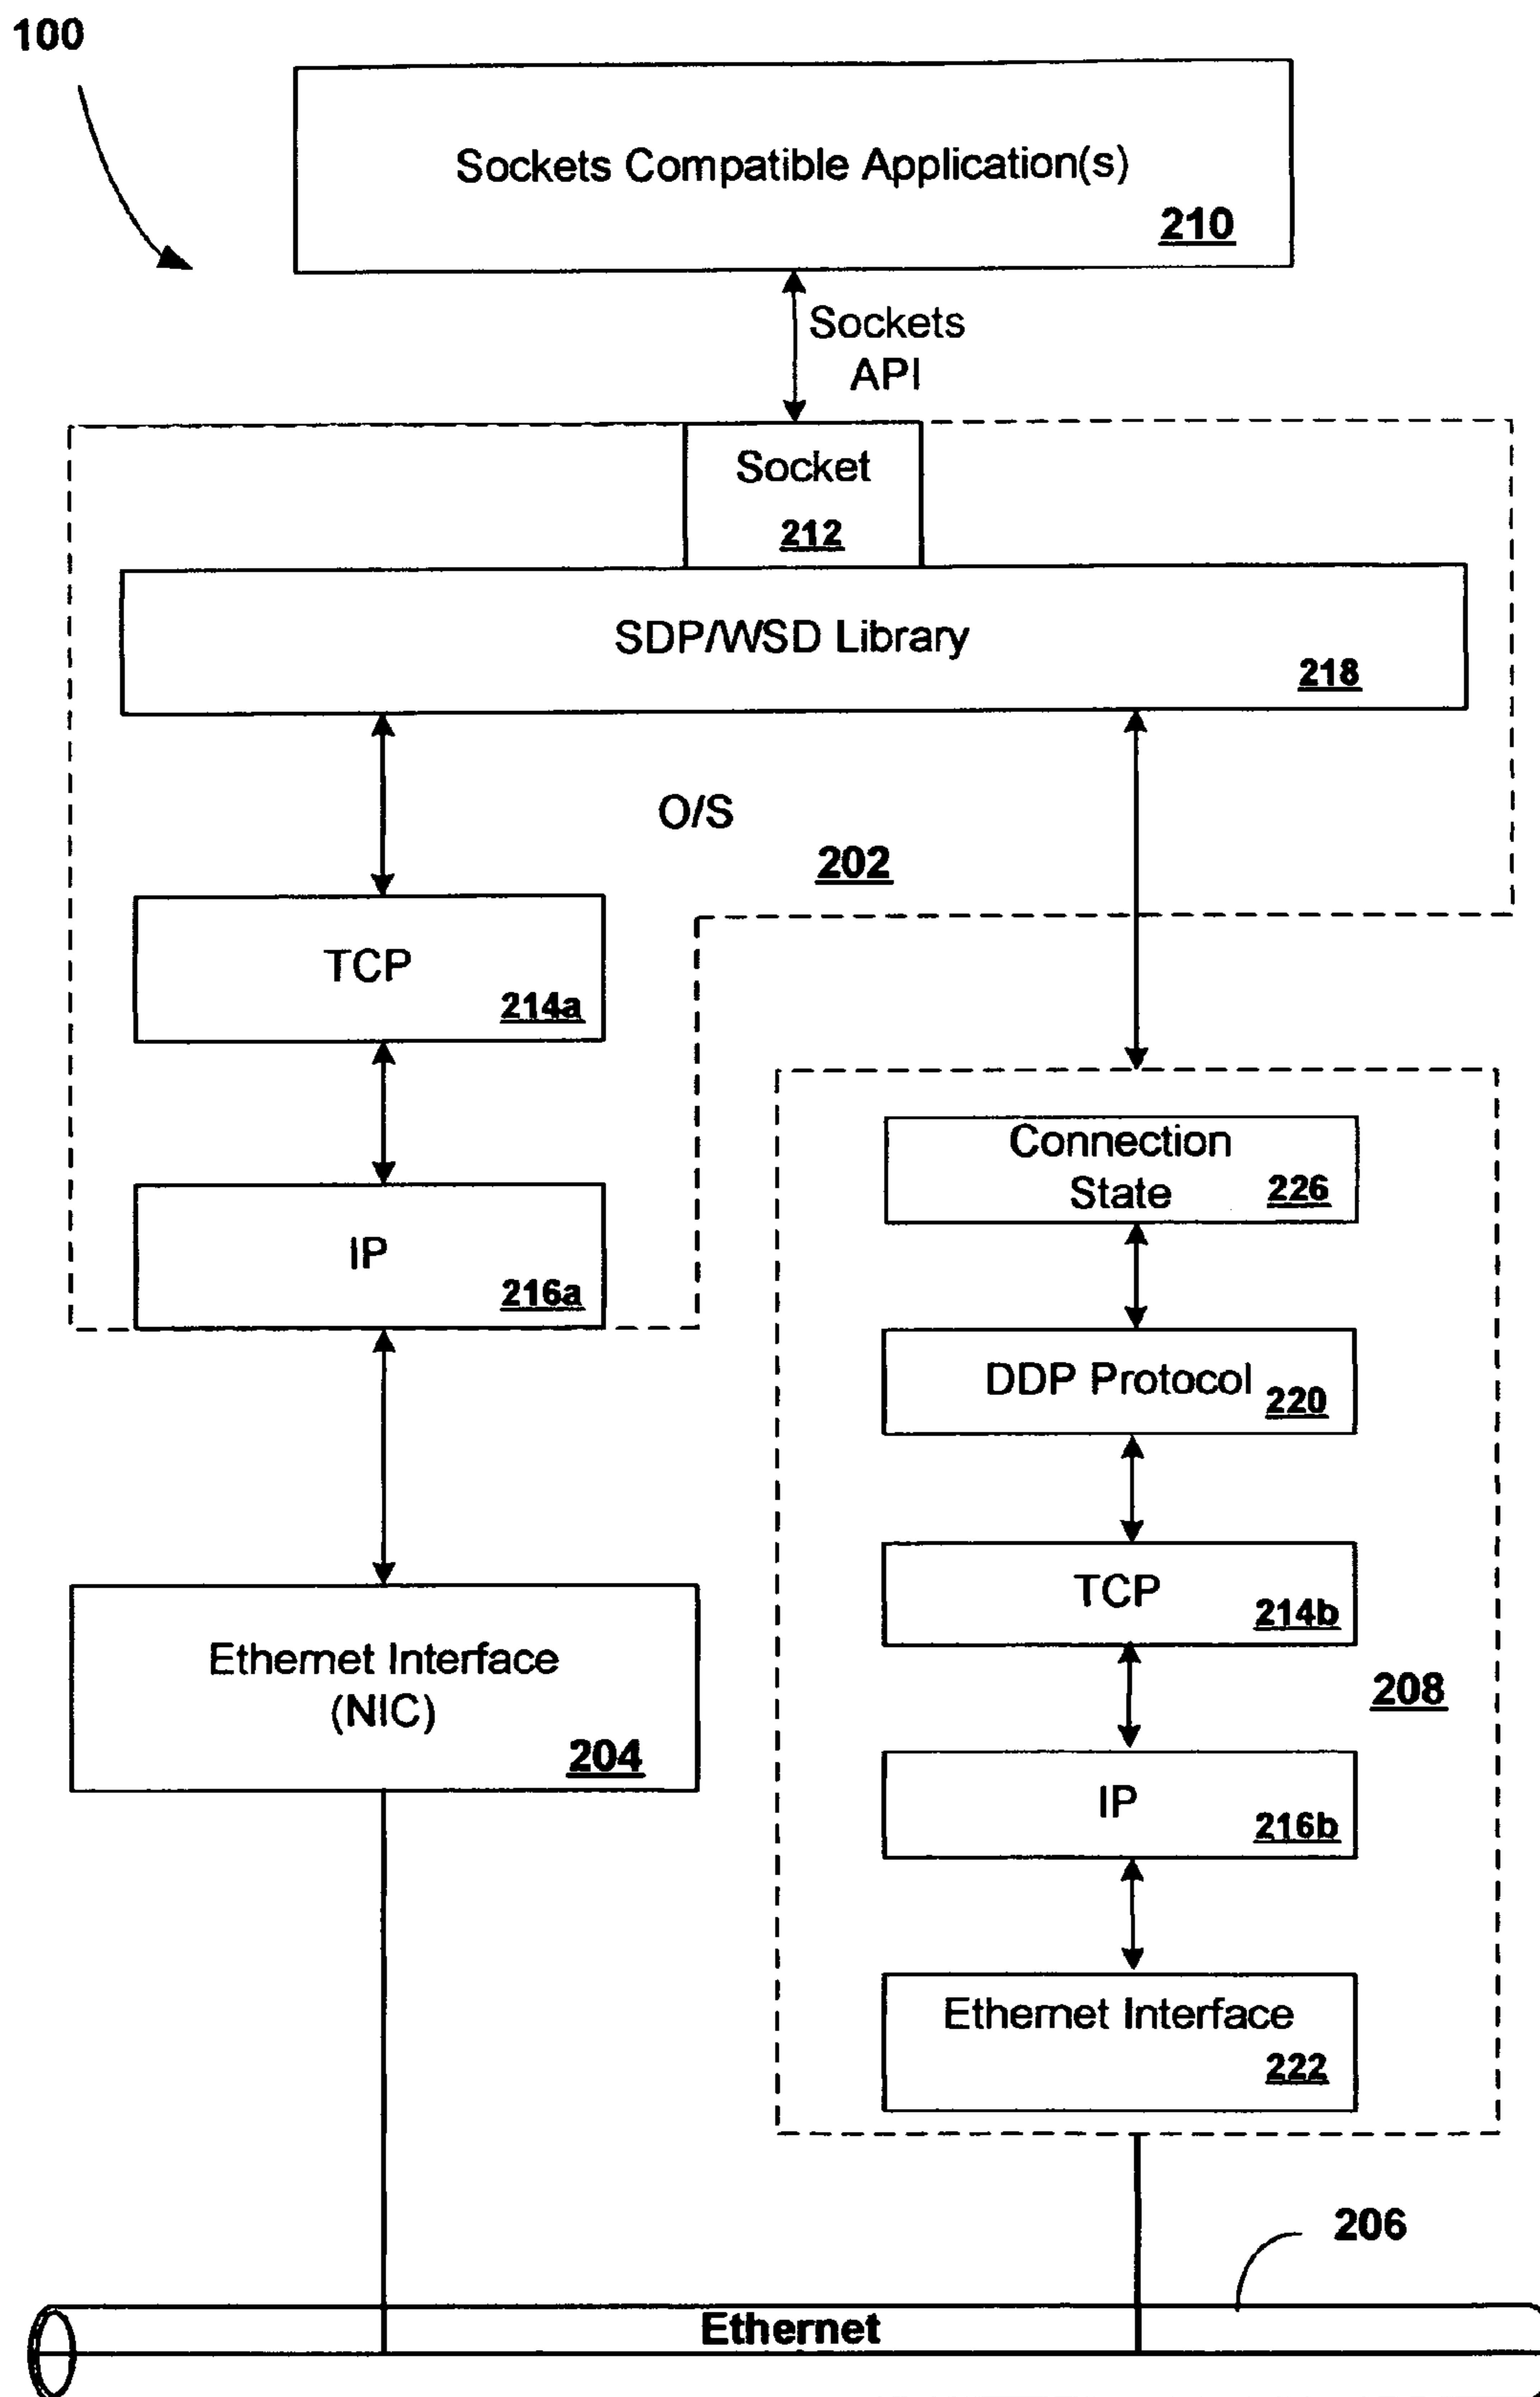 100
Sockets Compatible Application(s)
210
Sockets
API
Socket
212
SDP/WSD Library
218
O/S
202
TCP
214a
IP
216a
Connection
State
226
DDP Protocol
220
TCP
214b
208
IP
216b
Ethernet Interface
(NIC)
204
Ethernet Interface
222
206
Ethernet